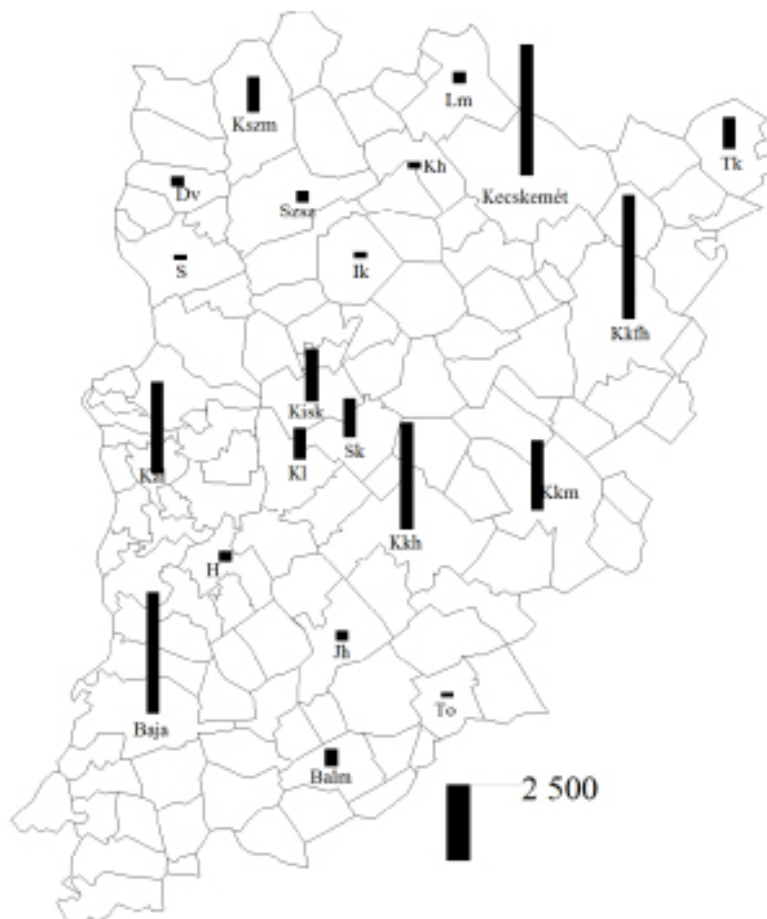 Lm
Kszm
Tk
Kh
Kecskemét
Dv
Szsz
S
Ik
Kkfh
Kisk
Sk
Kal
Kl
Kkm
Kkh
H
Jh
To
Baja
Balm
2 500